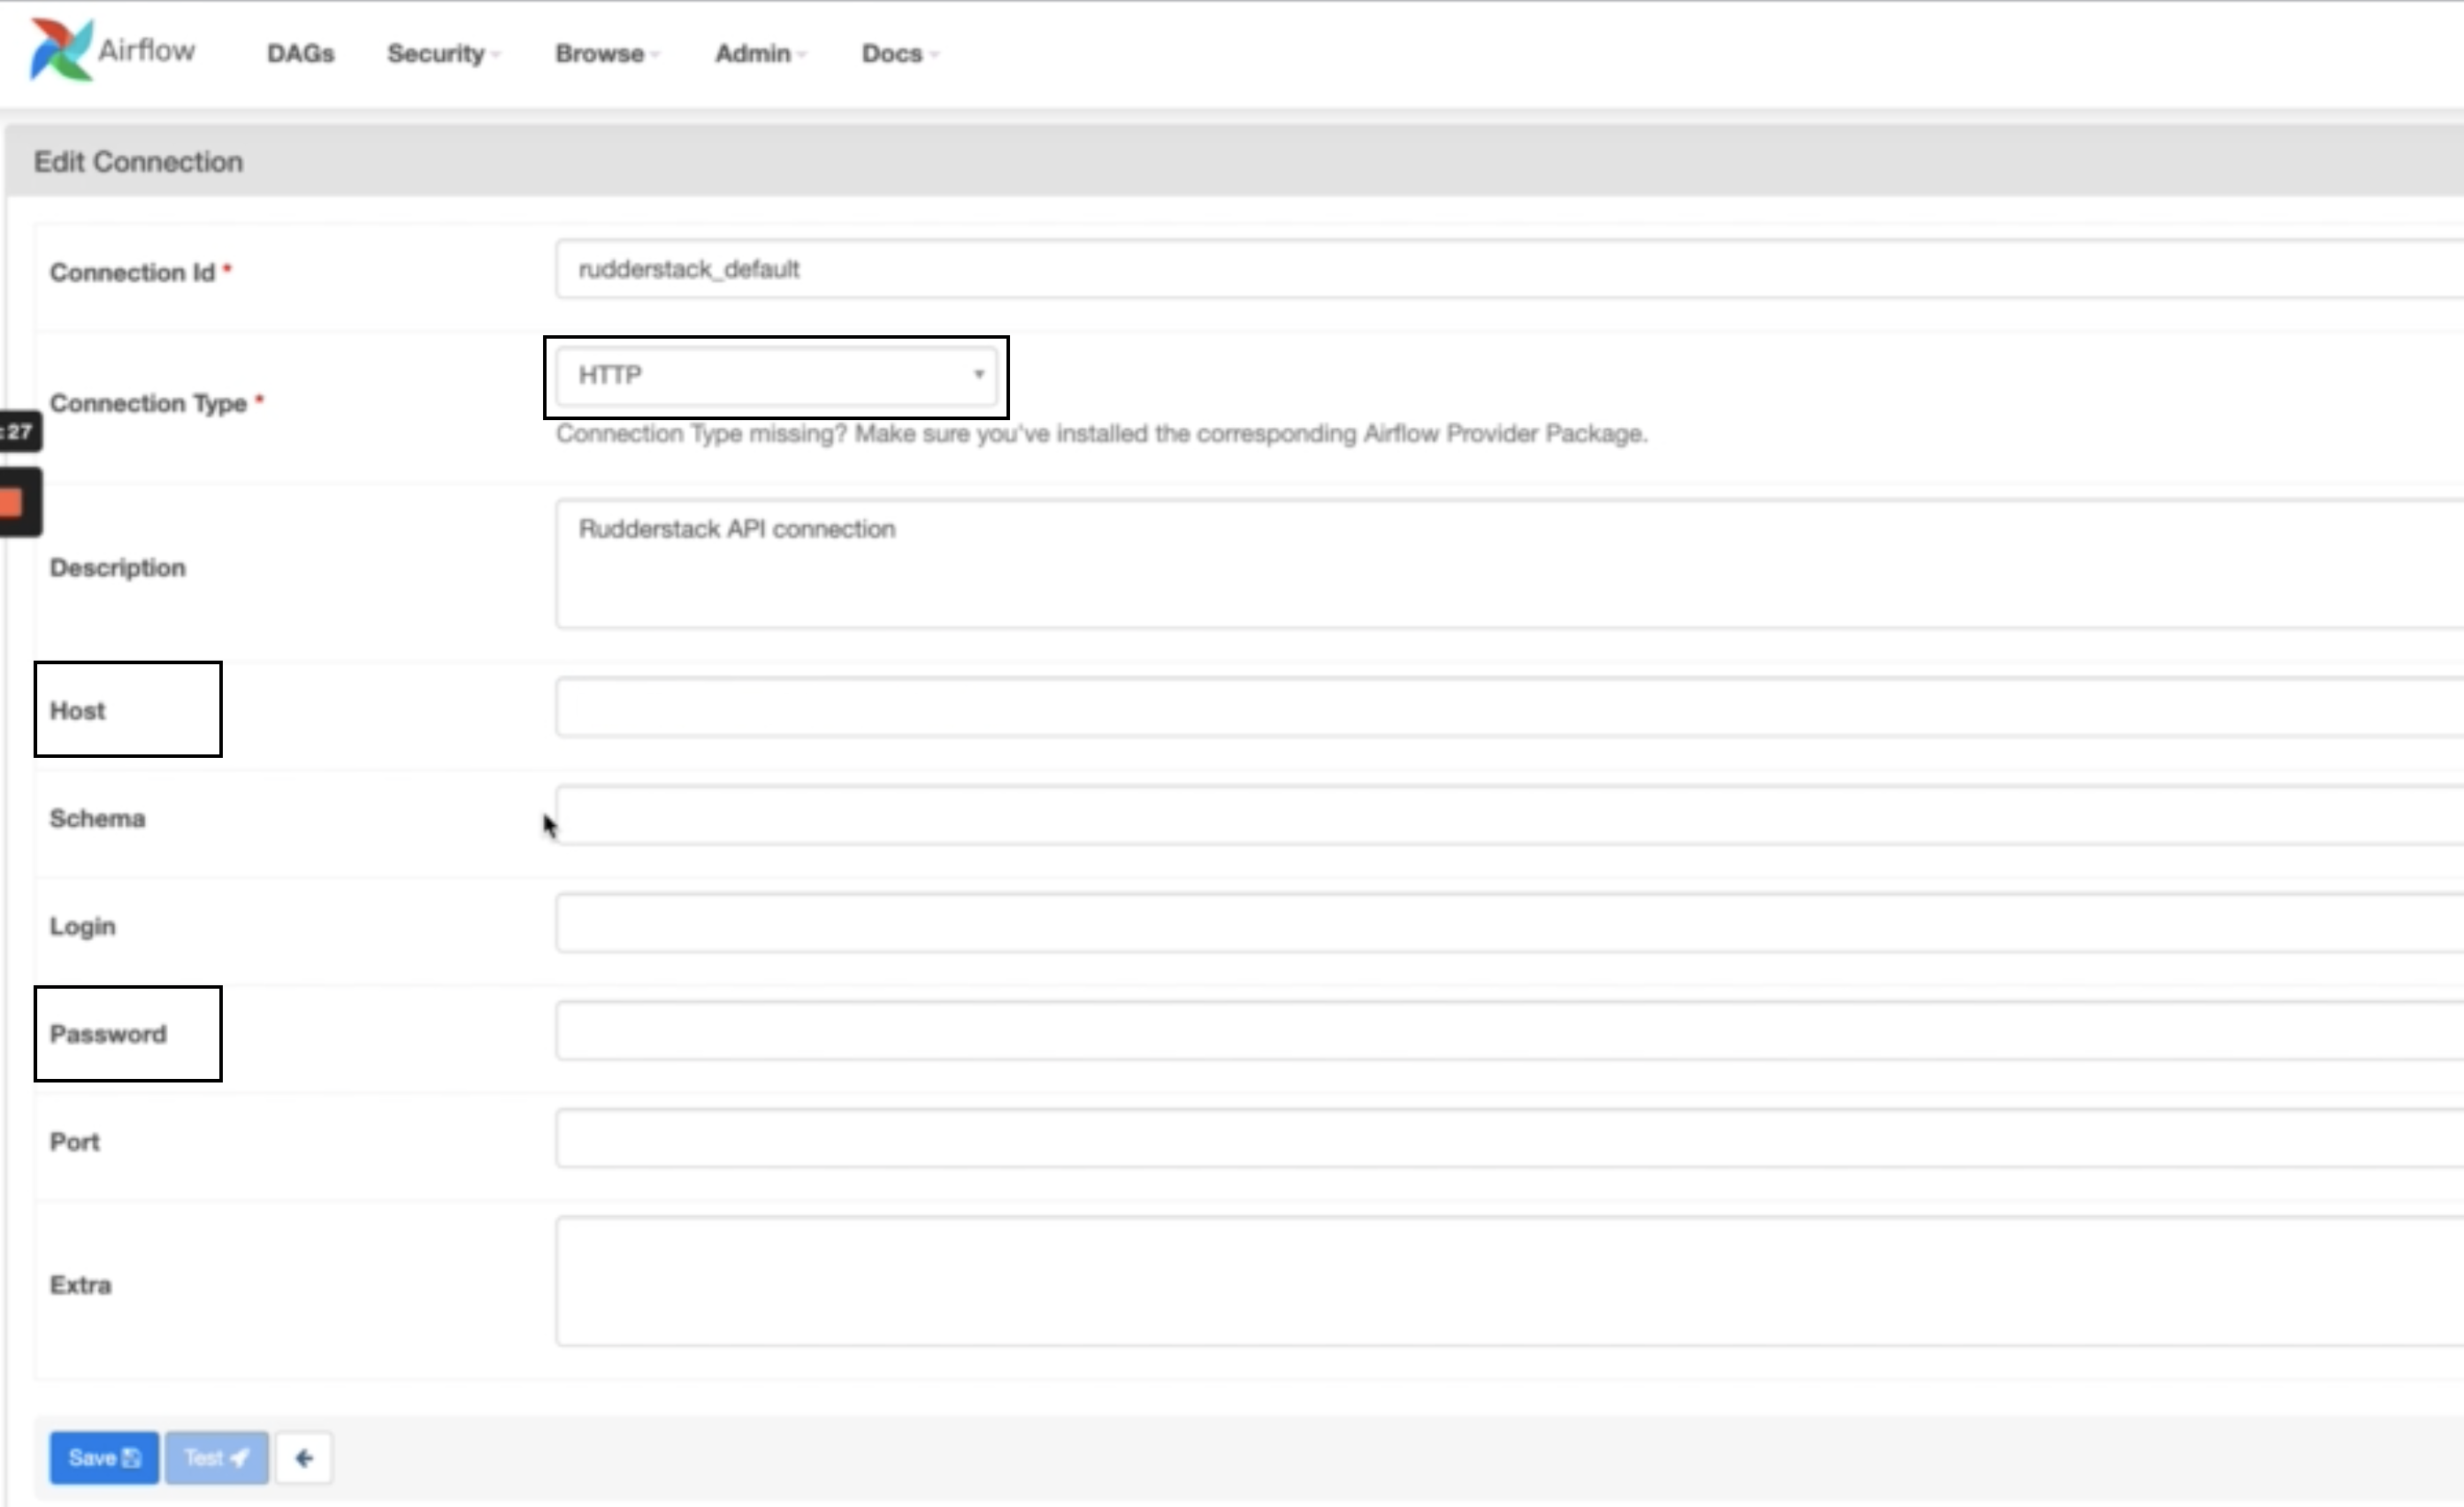 Airflow DAGs Security Browse Admin Docs
Edit Connection
Connection Id * rudderstack_default
HTTP
Connection Type *
:27
Connection Type missing? Make sure you've installed the corresponding Airflow Provider Package.
Rudderstack API connection
Description
Host
Schema
Login
Password
Port
Extra
Save Test